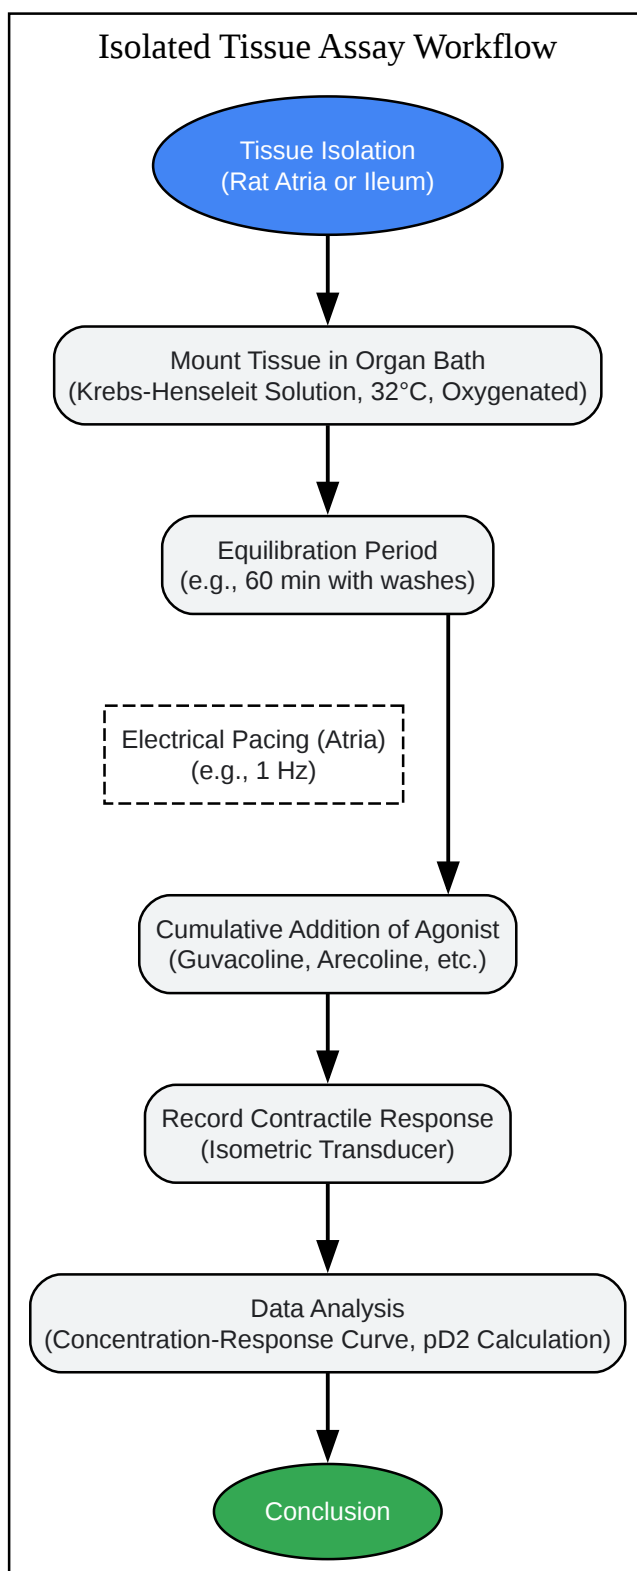 Isolated Tissue Assay Workflow
Tissue Isolation
(Rat Atria or Ileum)
Mount Tissue in Organ Bath
(Krebs-Henseleit Solution, 32°C, Oxygenated)
Equilibration Period
(e.g., 60 min with washes)
Electrical Pacing (Atria)
(e.g., 1 Hz)
Cumulative Addition of Agonist
(Guvacoline, Arecoline, etc.)
Record Contractile Response
(Isometric Transducer)
Data Analysis
(Concentration-Response Curve, pD2 Calculation)
Conclusion